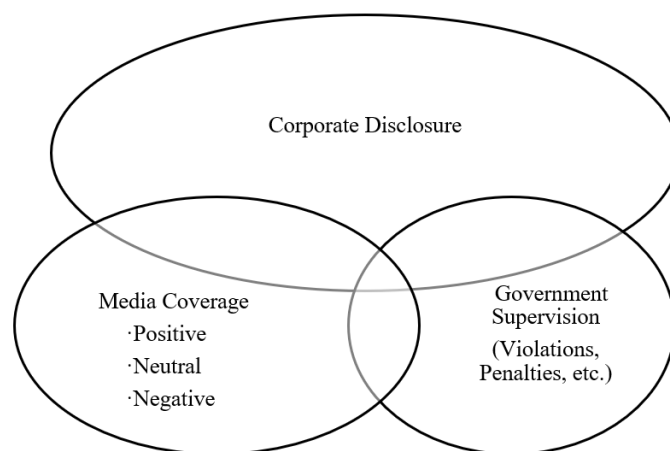 Corporate Disclosure
Media Coverage
·Positive
·Neutral
·Negative
Government
Supervision
(Violations,
Penalties, etc.)